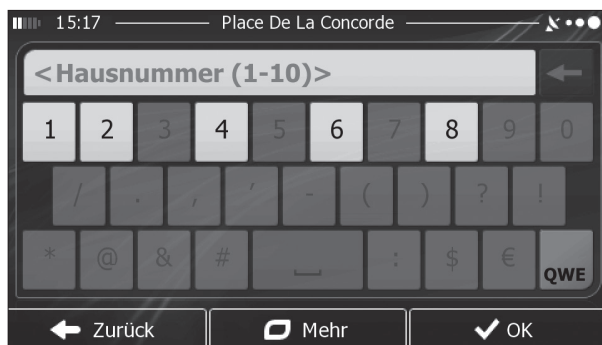 15:17 Place De La Concorde
<Hausnummer (1-10)>
1 2 3 4 5 6 7 8 9 0
/ . , ' - ( ) ? !
* @ & # : $ € QWE
Zurück Mehr OK